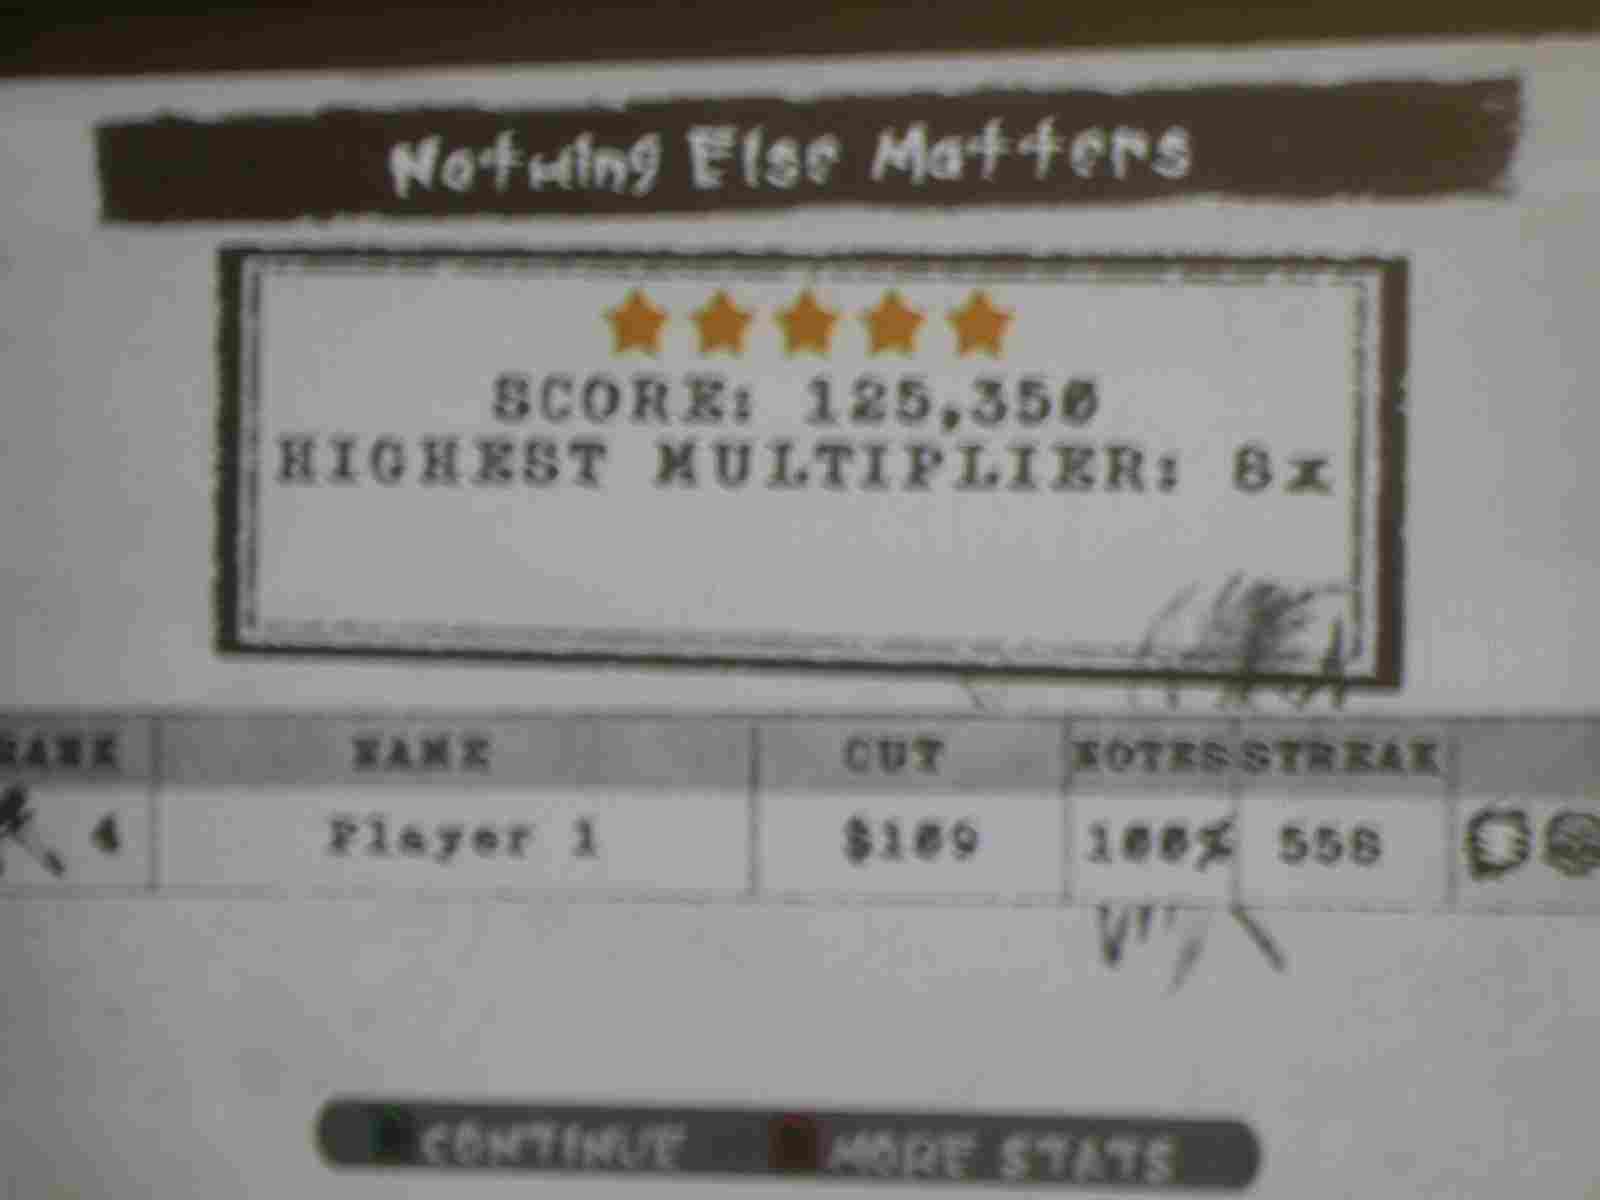 Nothing Else Matters
SCORE: 125,350
HIGHEST MULTIPLIER: 8x
RANK NAME CUT NOTES STREAK
4 Player 1 $109 100% 558
CONTINUE MORE STATS